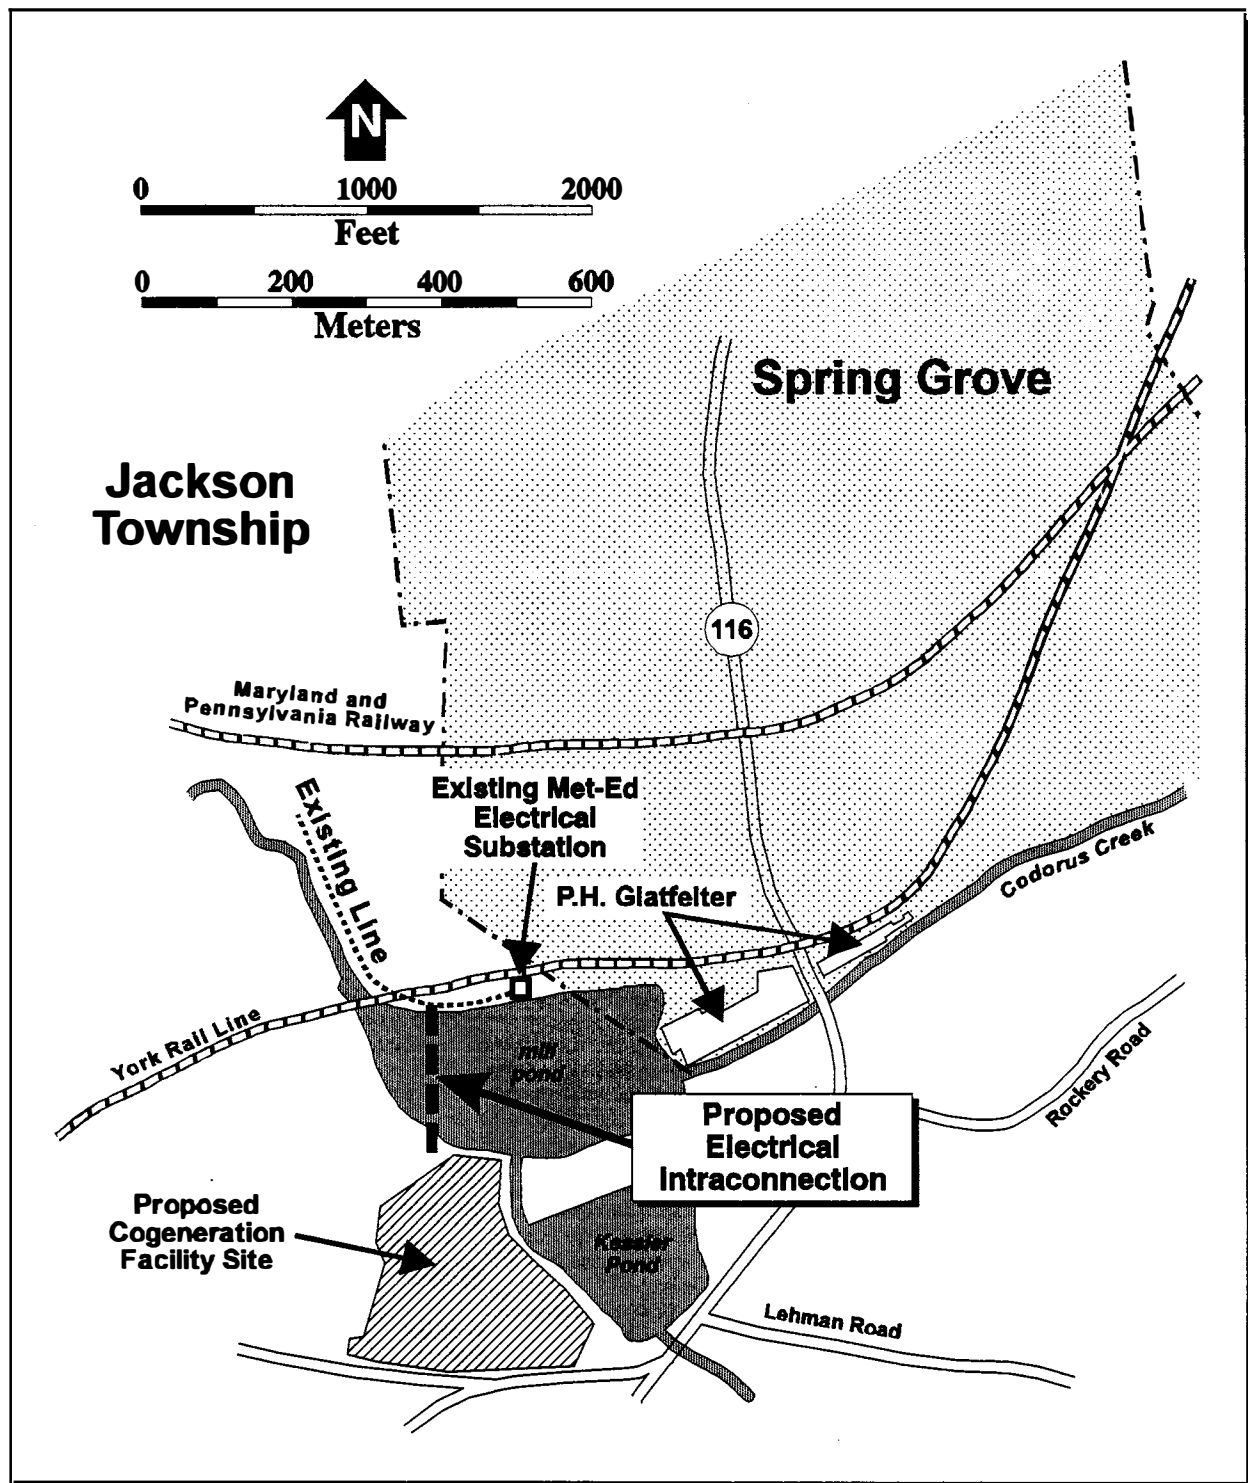 N
0 1000 2000
Feet
0 200 400 600
Meters
Spring Grove
Jackson
Township
116
Maryland and
Pennsylvania Railway
Existing Line
Existing Met-Ed
Electrical
Substation
P.H. Glatfelter
Codorus Creek
York Rail Line
mill
pond
Rockery Road
Proposed
Electrical
Intraconnection
Proposed
Cogeneration
Facility Site
Kessler
Pond
Lehman Road